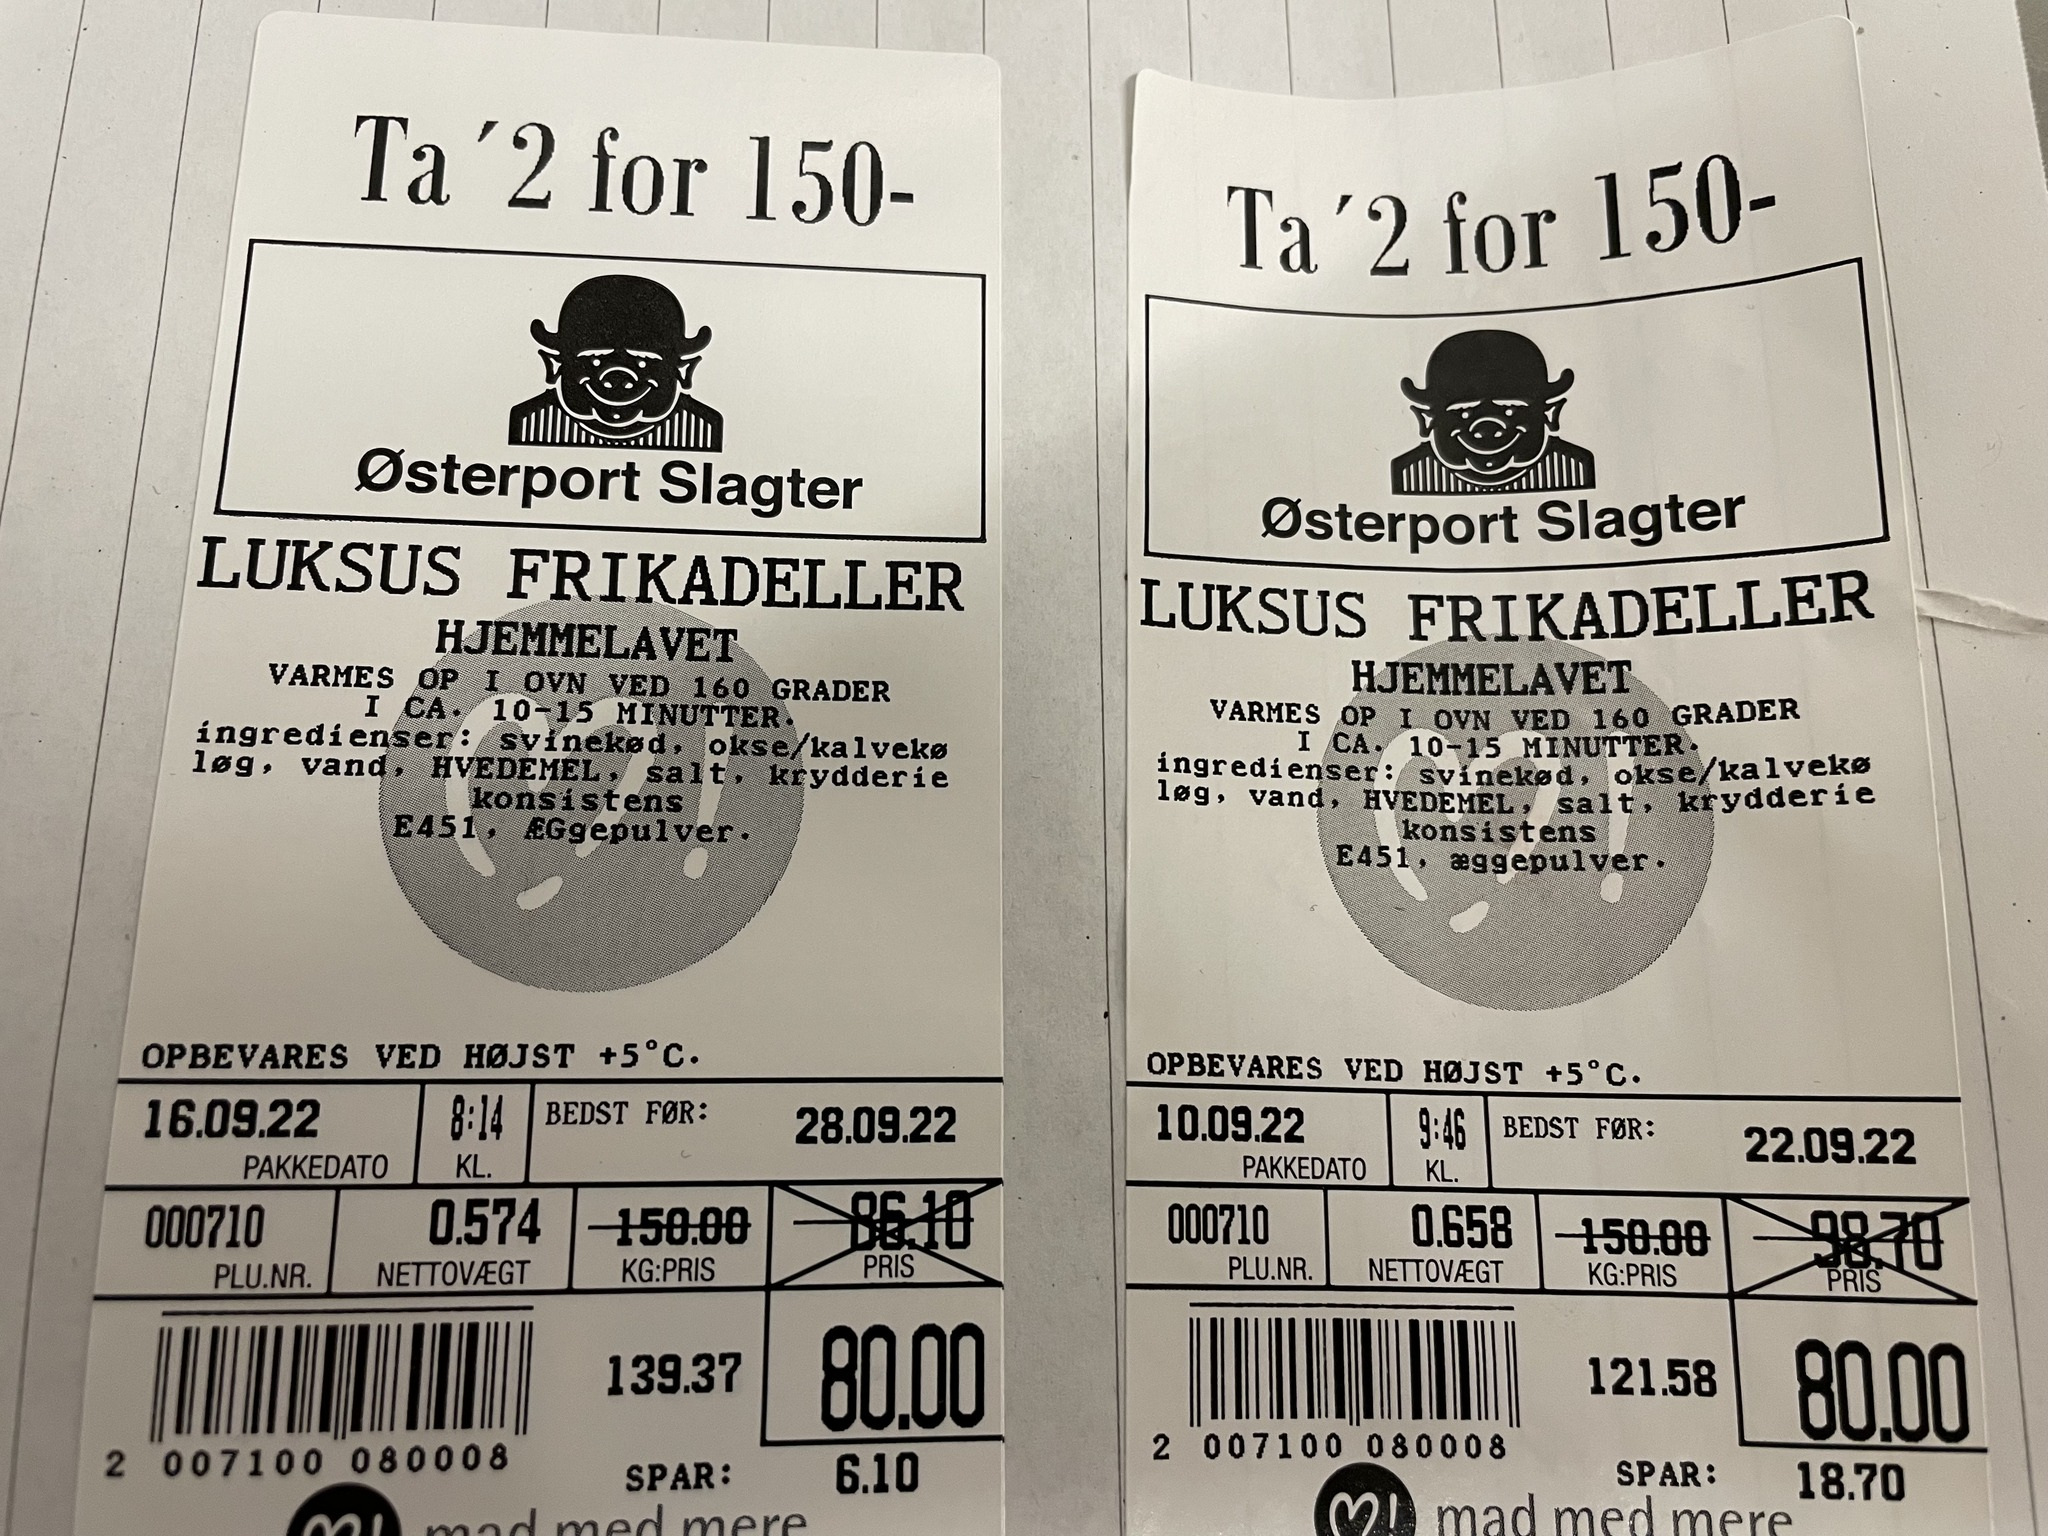 Ta ´2 for 150-
Østerport Slagter
LUKSUS FRIKADELLER
HJEMMELAVET
VARMES OP I OVN VED 160 GRADER
I CA. 10-15 MINUTTER.
ingredienser: svinekød, okse/kalvekø
løg, vand, HVEDEMEL, salt, krydderie
konsistens
E451, ÆGgepulver.
OPBEVARES VED HØJST +5°C.
16.09.22 8:14 BEDST FØR: 28.09.22
PAKKEDATO KL.
000710 0.574 150.00 86.10
PLU.NR. NETTOVÆGT KG:PRIS PRIS
139.37 80.00
2 007100 080008
SPAR: 6.10
mad med mere
Ta ´2 for 150-
Østerport Slagter
LUKSUS FRIKADELLER
HJEMMELAVET
VARMES OP I OVN VED 160 GRADER
I CA. 10-15 MINUTTER.
ingredienser: svinekød, okse/kalvekø
løg, vand, HVEDEMEL, salt, krydderie
konsistens
E451, æggepulver.
OPBEVARES VED HØJST +5°C.
10.09.22 9:46 BEDST FØR: 22.09.22
PAKKEDATO KL.
000710 0.658 150.00 98.70
PLU.NR. NETTOVÆGT KG:PRIS PRIS
121.58 80.00
2 007100 080008
SPAR: 18.70
mad med mere